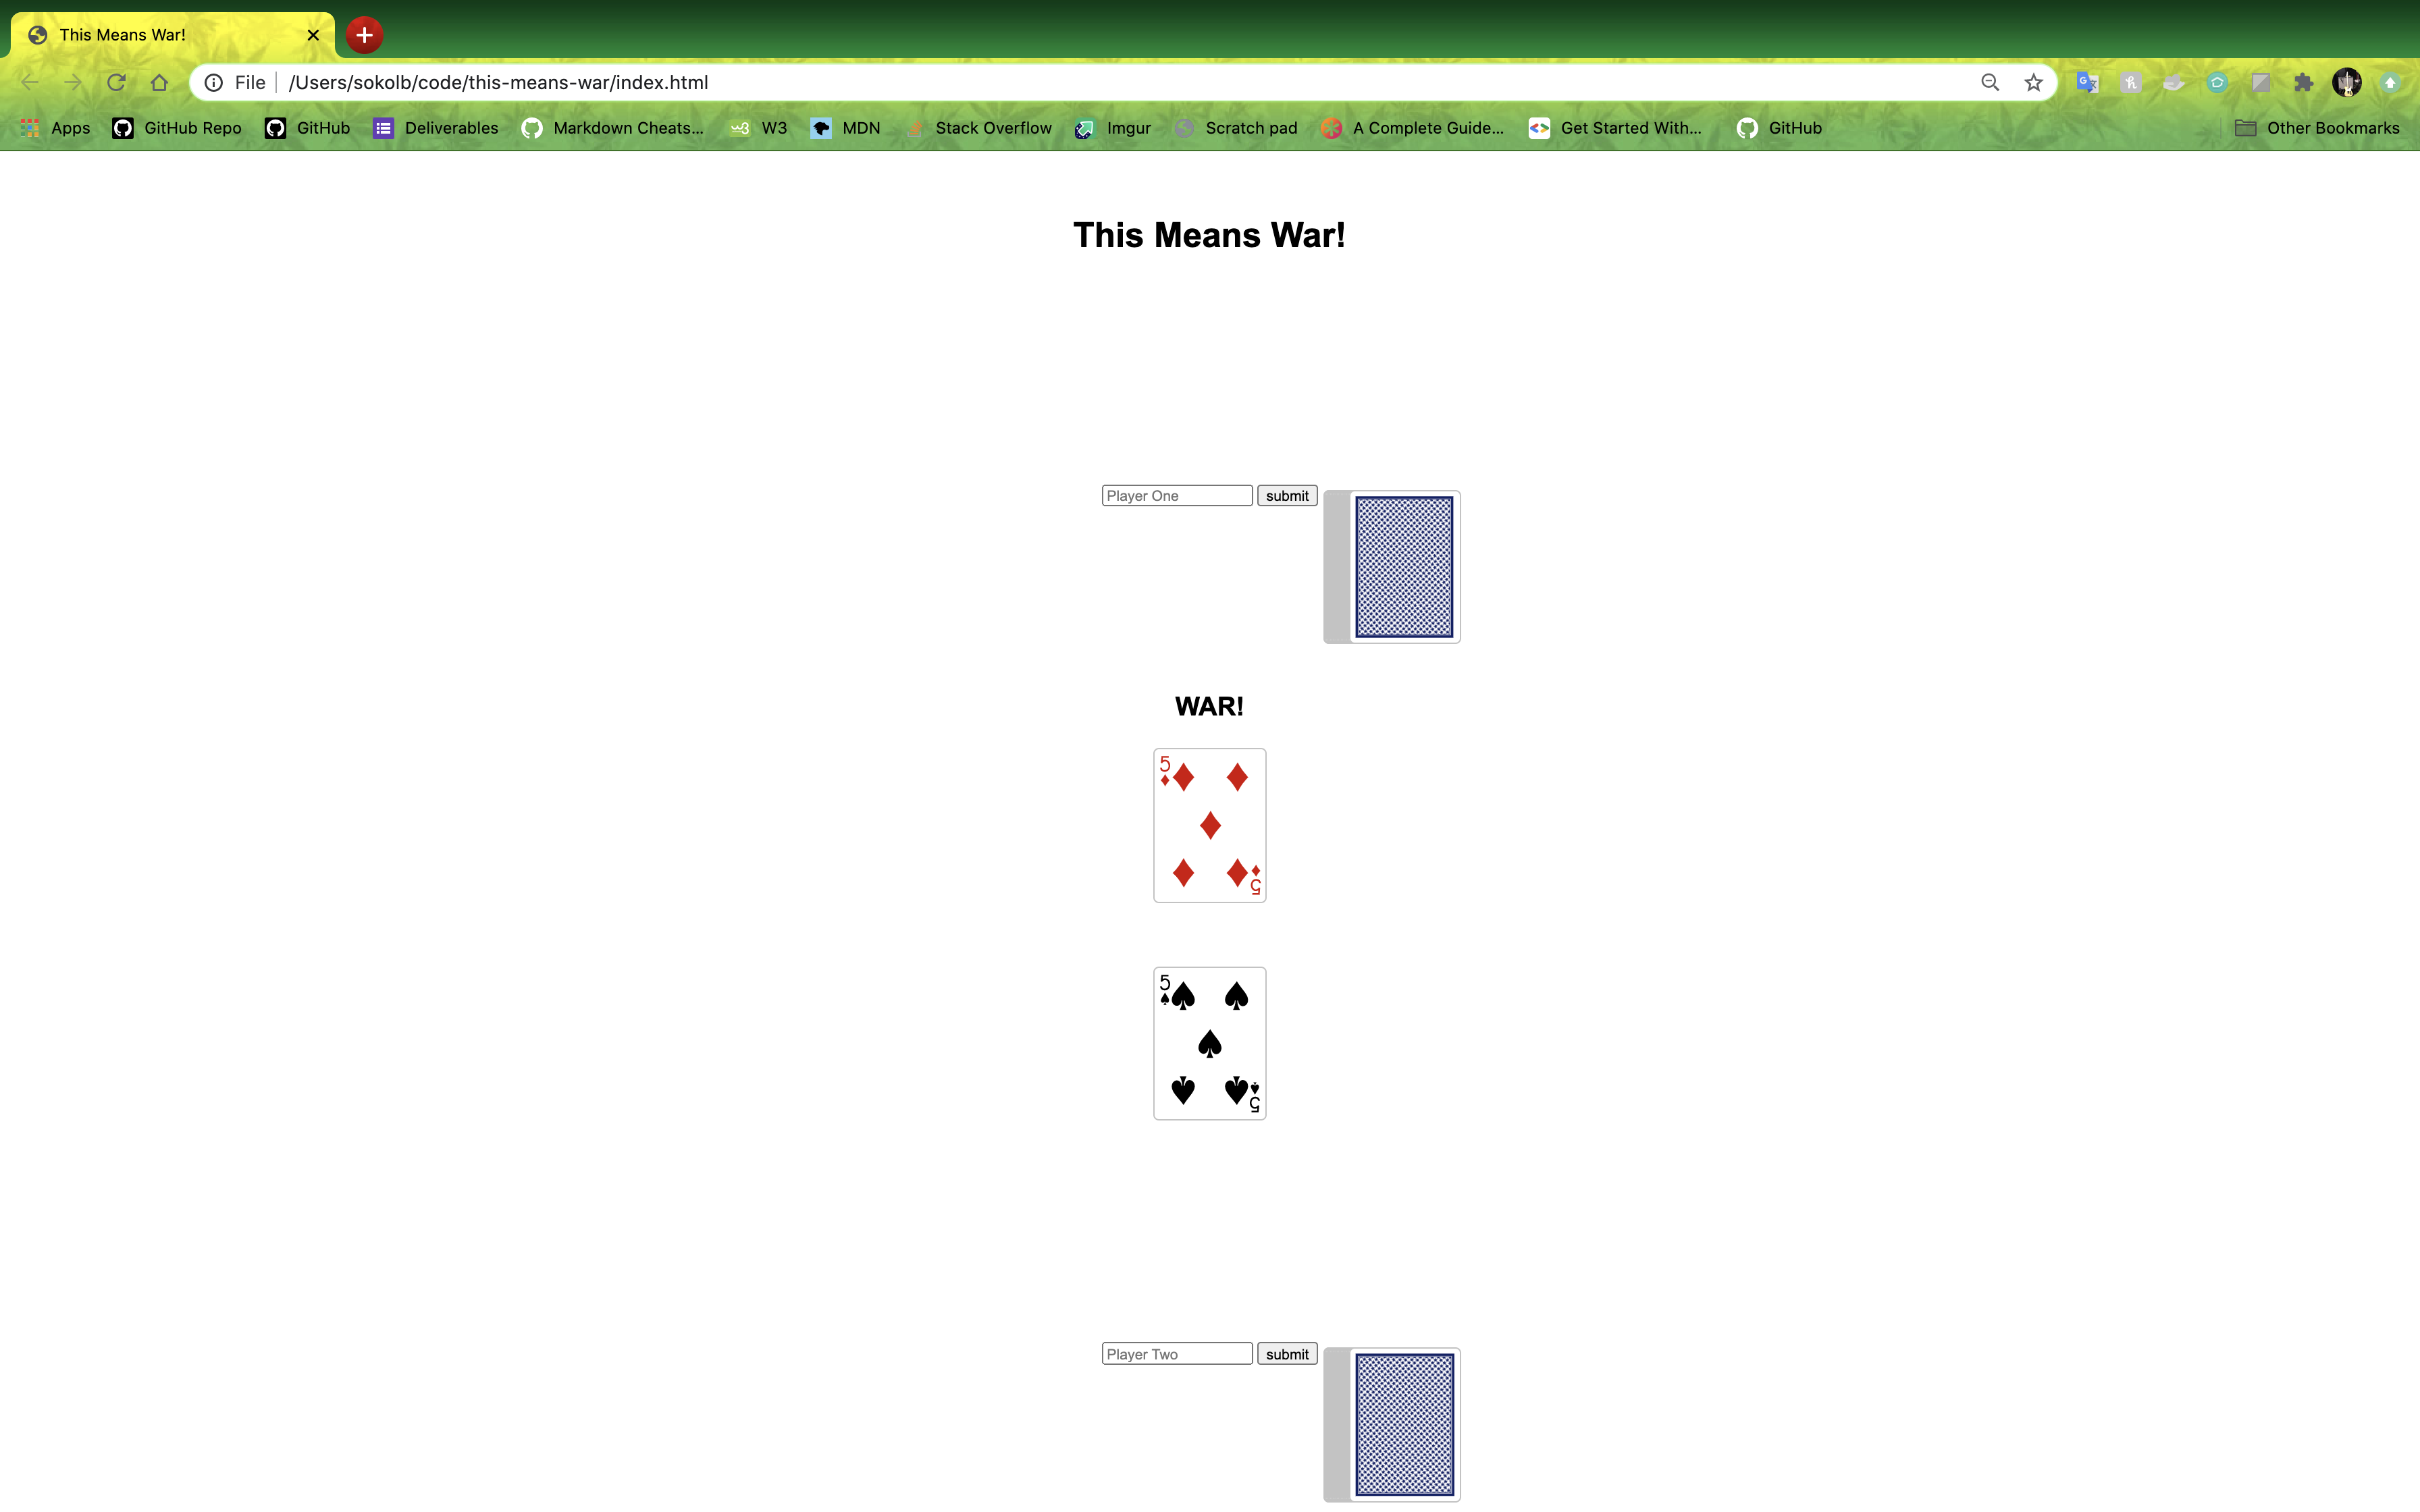 This Means War!
File /Users/sokolb/code/this-means-war/index.html
Apps GitHub Repo GitHub Deliverables Markdown Cheats... W3 MDN Stack Overflow Imgur Scratch pad A Complete Guide... Get Started With... GitHub Other Bookmarks
This Means War!
Player One submit
WAR!
5
5
5
5
Player Two submit